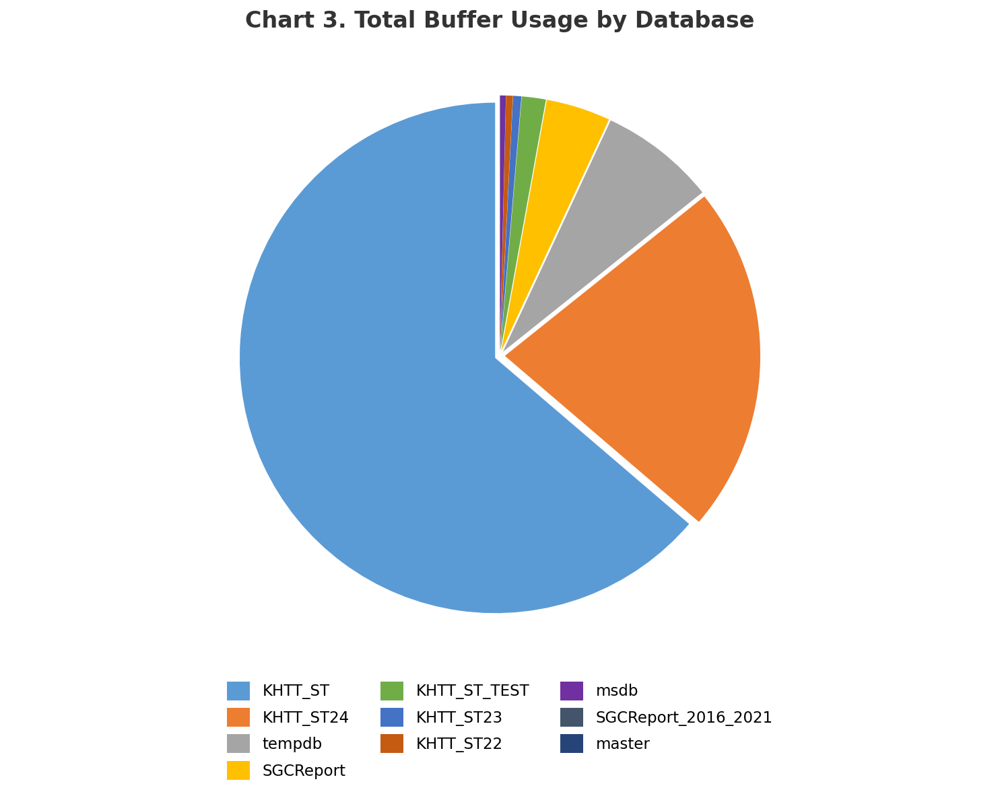 Chart 3. Total Buffer Usage by Database
KHTT_ST
KHTT_ST24
tempdb
SGCReport
KHTT_ST_TEST
KHTT_ST23
KHTT_ST22
msdb
SGCReport_2016_2021
master